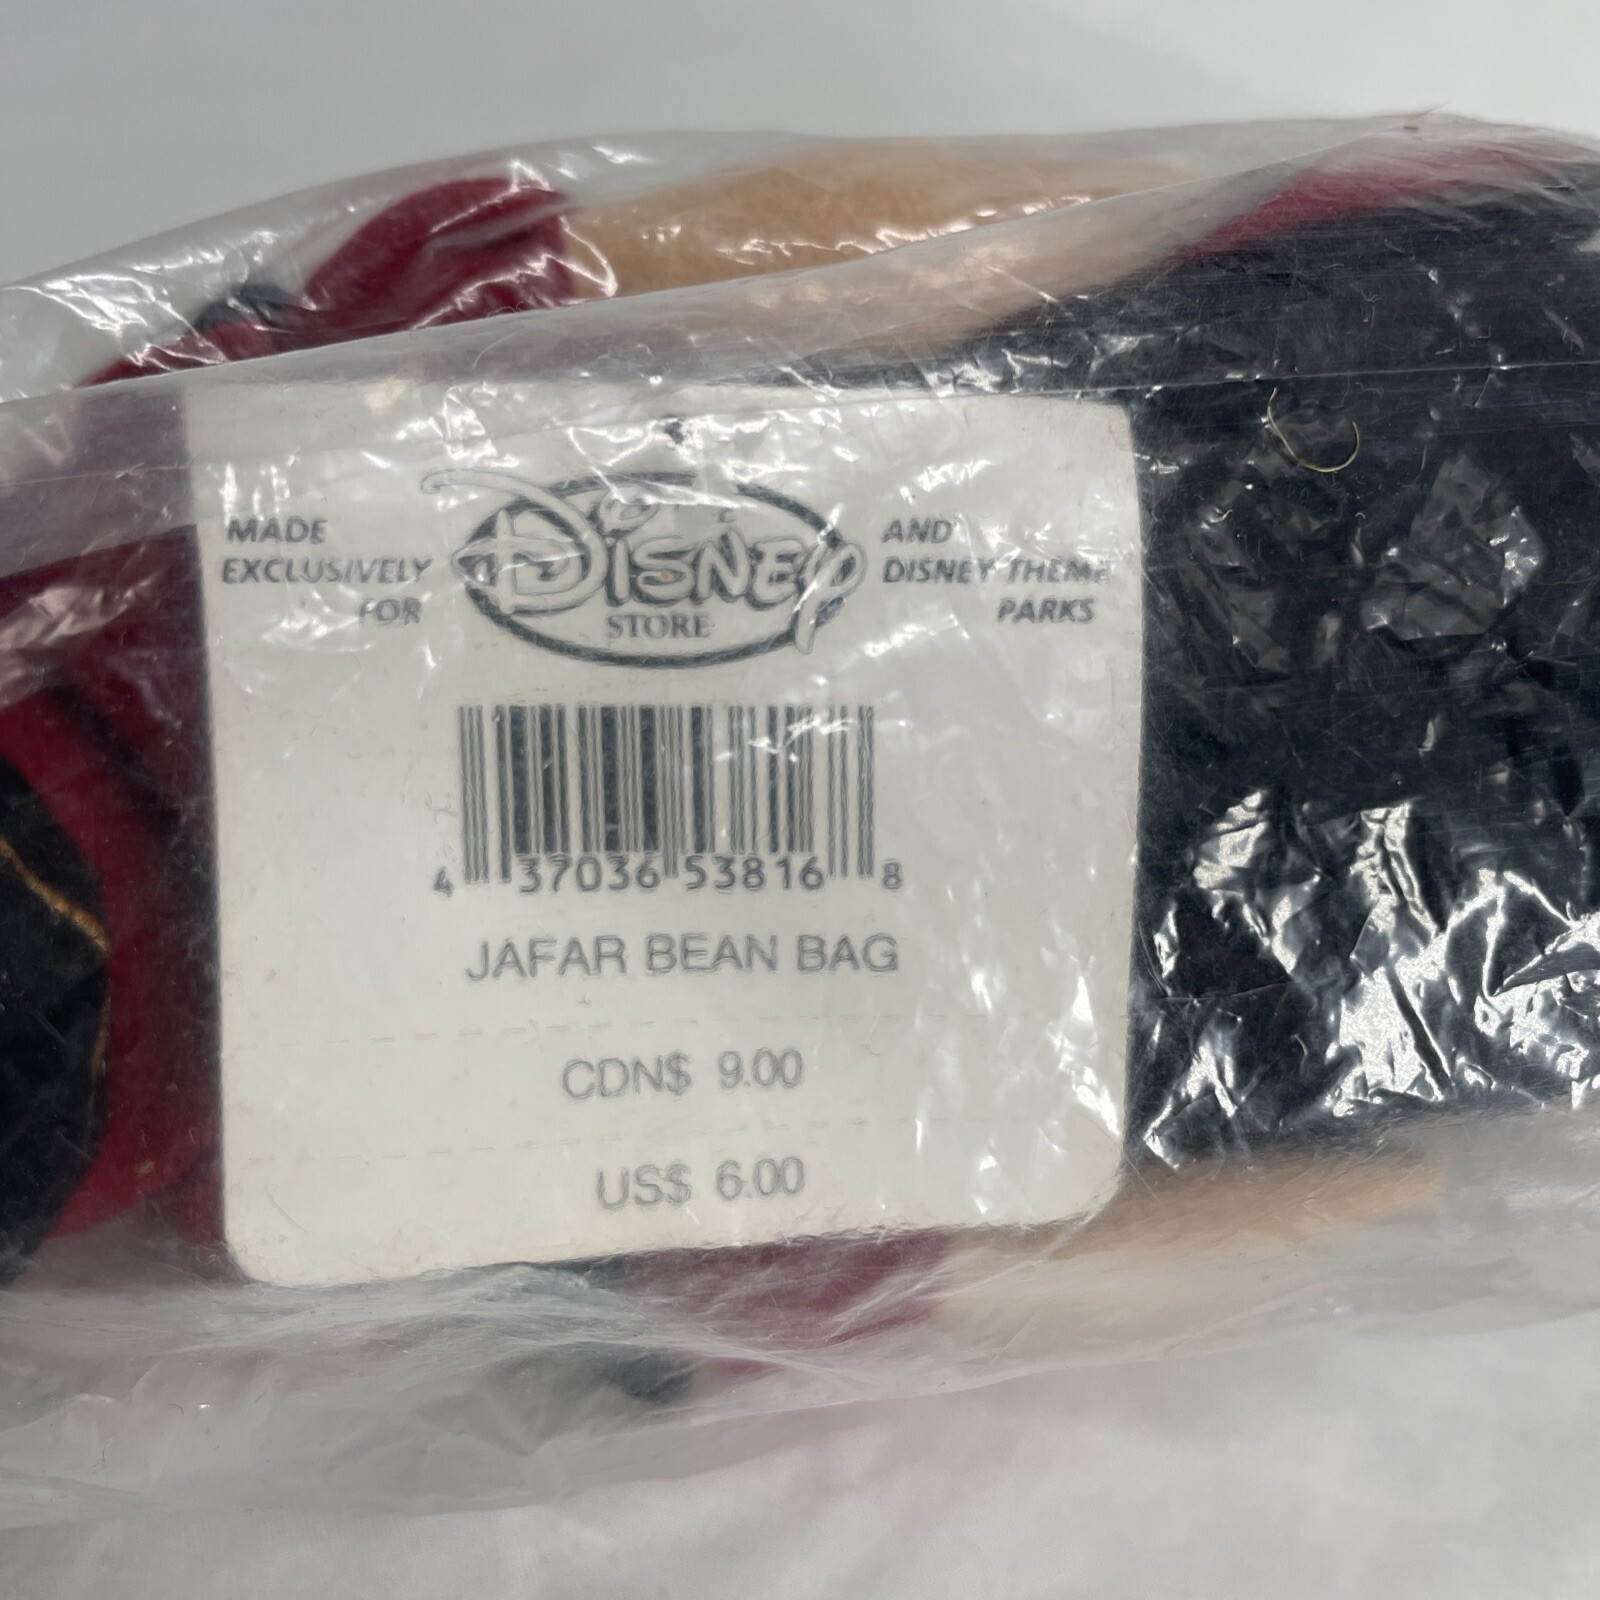 MADE
EXCLUSIVELY
FOR
THE
DISNEY
STORE
AND
DISNEY THEME
PARKS
4 37036 53816 8
JAFAR BEAN BAG
CDN$ 9.00
US$ 6.00